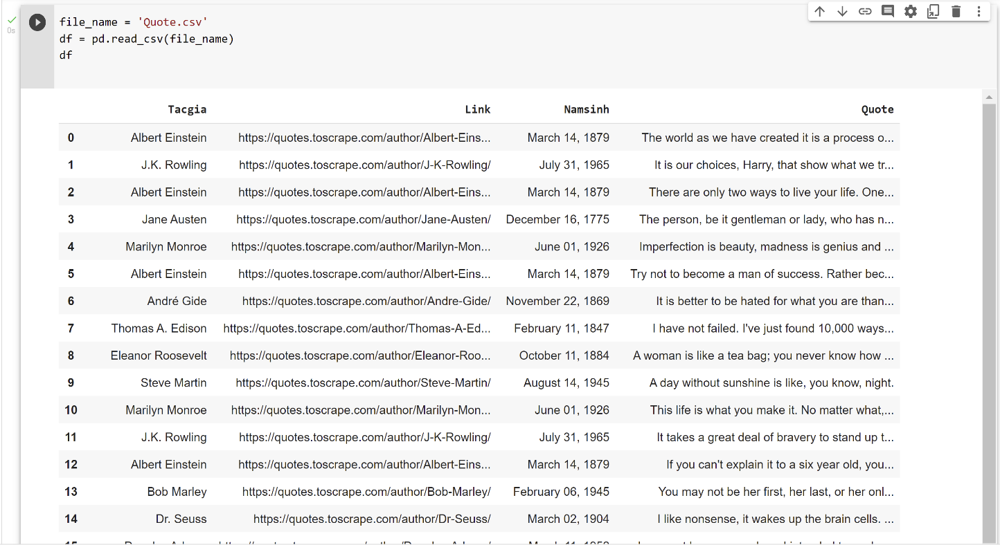 file_name = 'Quote.csv'
df = pd.read_csv(file_name)
df
0s
Tacgia Link Namsinh Quote
0 Albert Einstein https://quotes.toscrape.com/author/Albert-Eins... March 14, 1879 The world as we have created it is a process o...
1 J.K. Rowling https://quotes.toscrape.com/author/J-K-Rowling/ July 31, 1965 It is our choices, Harry, that show what we tr...
2 Albert Einstein https://quotes.toscrape.com/author/Albert-Eins... March 14, 1879 There are only two ways to live your life. One...
3 Jane Austen https://quotes.toscrape.com/author/Jane-Austen/ December 16, 1775 The person, be it gentleman or lady, who has n...
4 Marilyn Monroe https://quotes.toscrape.com/author/Marilyn-Mon... June 01, 1926 Imperfection is beauty, madness is genius and ...
5 Albert Einstein https://quotes.toscrape.com/author/Albert-Eins... March 14, 1879 Try not to become a man of success. Rather bec...
6 André Gide https://quotes.toscrape.com/author/Andre-Gide/ November 22, 1869 It is better to be hated for what you are than...
7 Thomas A. Edison https://quotes.toscrape.com/author/Thomas-A-Ed... February 11, 1847 I have not failed. I've just found 10,000 ways...
8 Eleanor Roosevelt https://quotes.toscrape.com/author/Eleanor-Roo... October 11, 1884 A woman is like a tea bag; you never know how ...
9 Steve Martin https://quotes.toscrape.com/author/Steve-Martin/ August 14, 1945 A day without sunshine is like, you know, night.
10 Marilyn Monroe https://quotes.toscrape.com/author/Marilyn-Mon... June 01, 1926 This life is what you make it. No matter what,...
11 J.K. Rowling https://quotes.toscrape.com/author/J-K-Rowling/ July 31, 1965 It takes a great deal of bravery to stand up t...
12 Albert Einstein https://quotes.toscrape.com/author/Albert-Eins... March 14, 1879 If you can't explain it to a six year old, you...
13 Bob Marley https://quotes.toscrape.com/author/Bob-Marley/ February 06, 1945 You may not be her first, her last, or her onl...
14 Dr. Seuss https://quotes.toscrape.com/author/Dr-Seuss/ March 02, 1904 I like nonsense, it wakes up the brain cells. ...